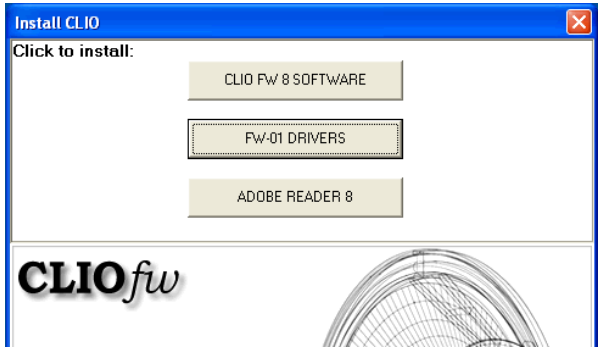 Install CLIO
Click to install:
CLIO FW 8 SOFTWARE
FW-01 DRIVERS
ADOBE READER 8
CLIOfw